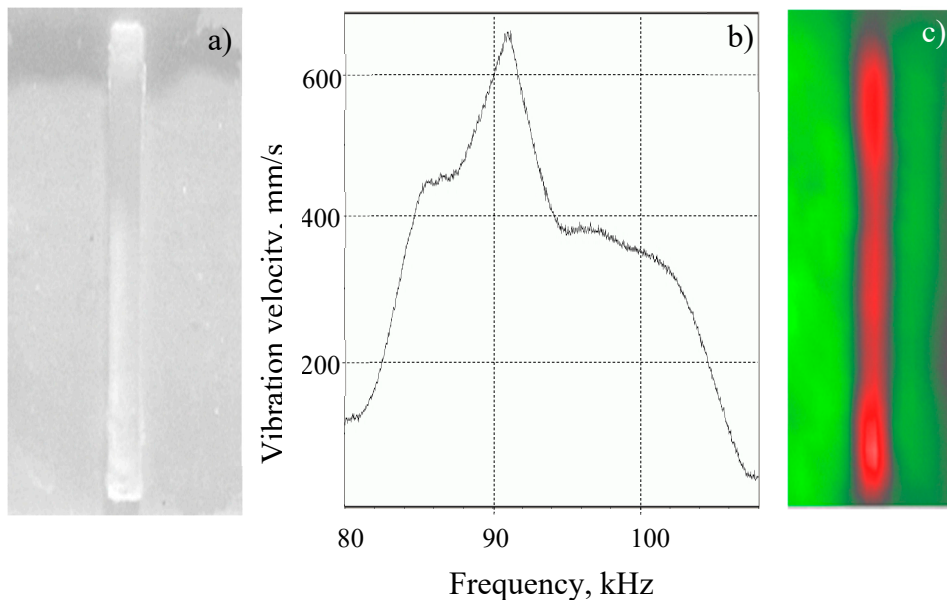 a)
b)
c)
Vibration velocity, mm/s
600
400
200
80
90
100
Frequency, kHz